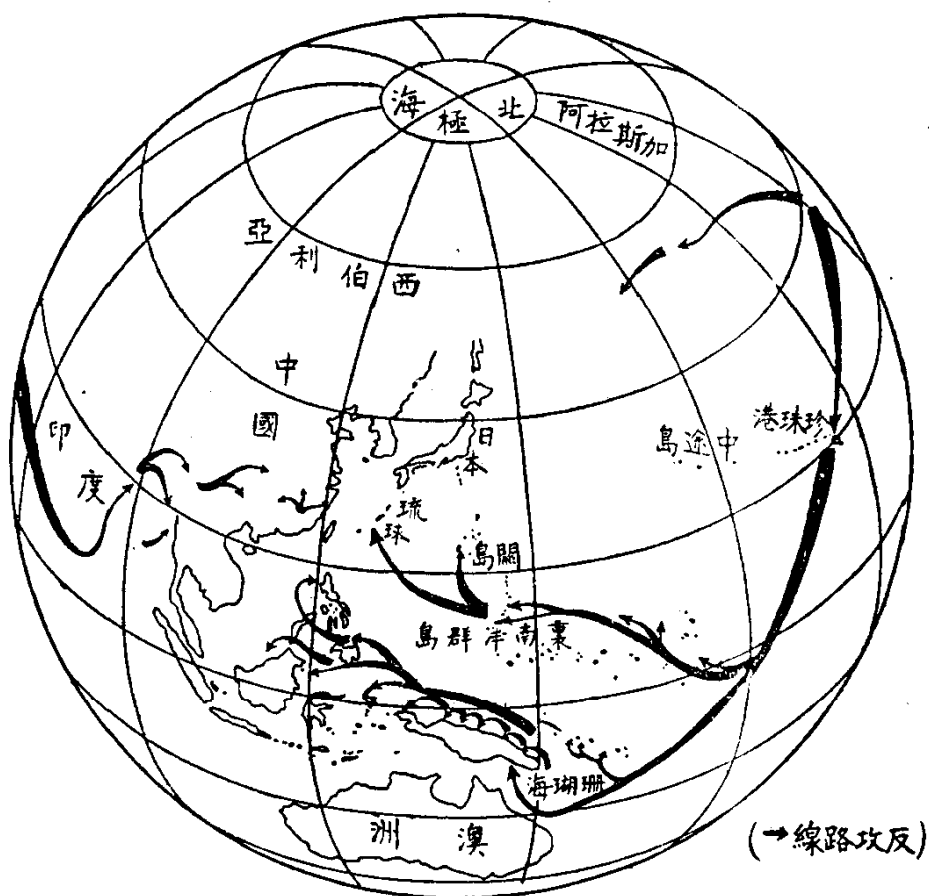 北極海
阿拉斯加
西伯利亞
中國
印度
日本
琉球
中途島
珍珠港
關島
裏南洋群島
珊瑚海
澳洲
(反攻路線→)